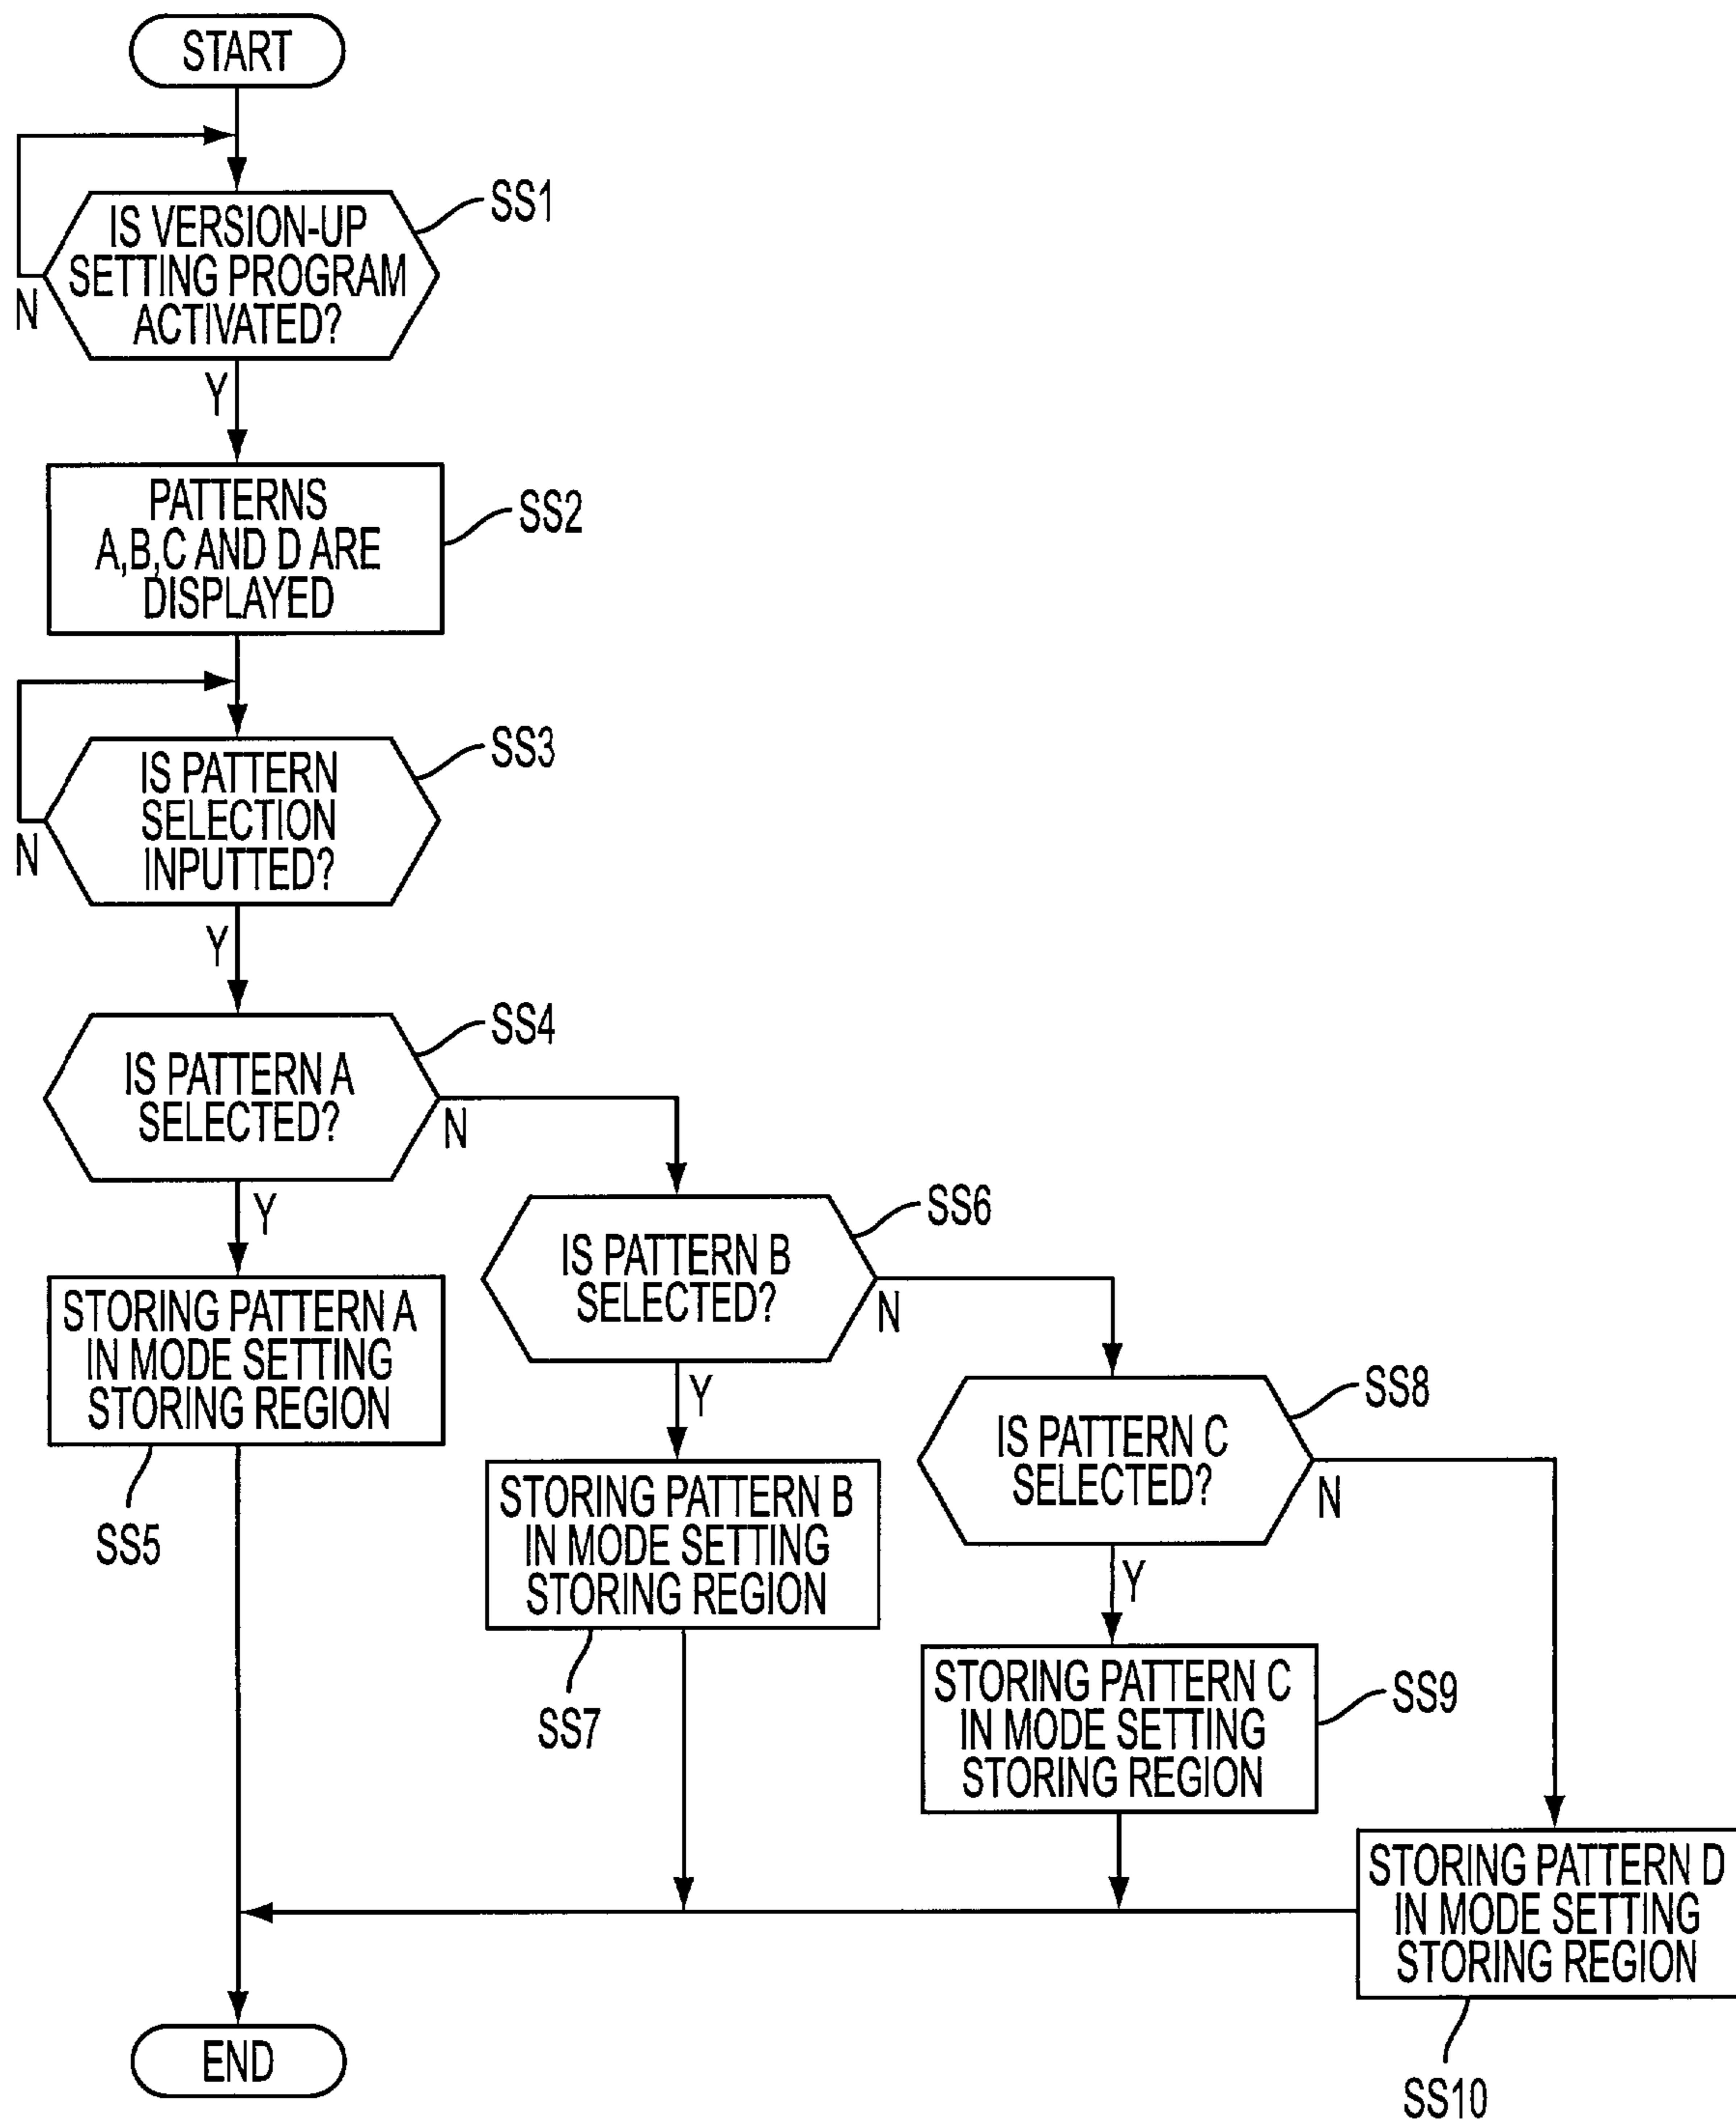 START
IS VERSION-UP
SETTING PROGRAM
ACTIVATED?
SS1
N
Y
PATTERNS
A,B,C AND D ARE
DISPLAYED
SS2
IS PATTERN
SELECTION
INPUTTED?
SS3
N
Y
IS PATTERN A
SELECTED?
SS4
N
Y
STORING PATTERN A
IN MODE SETTING
STORING REGION
SS5
IS PATTERN B
SELECTED?
SS6
N
Y
STORING PATTERN B
IN MODE SETTING
STORING REGION
SS7
IS PATTERN C
SELECTED?
SS8
N
Y
STORING PATTERN C
IN MODE SETTING
STORING REGION
SS9
STORING PATTERN D
IN MODE SETTING
STORING REGION
SS10
END